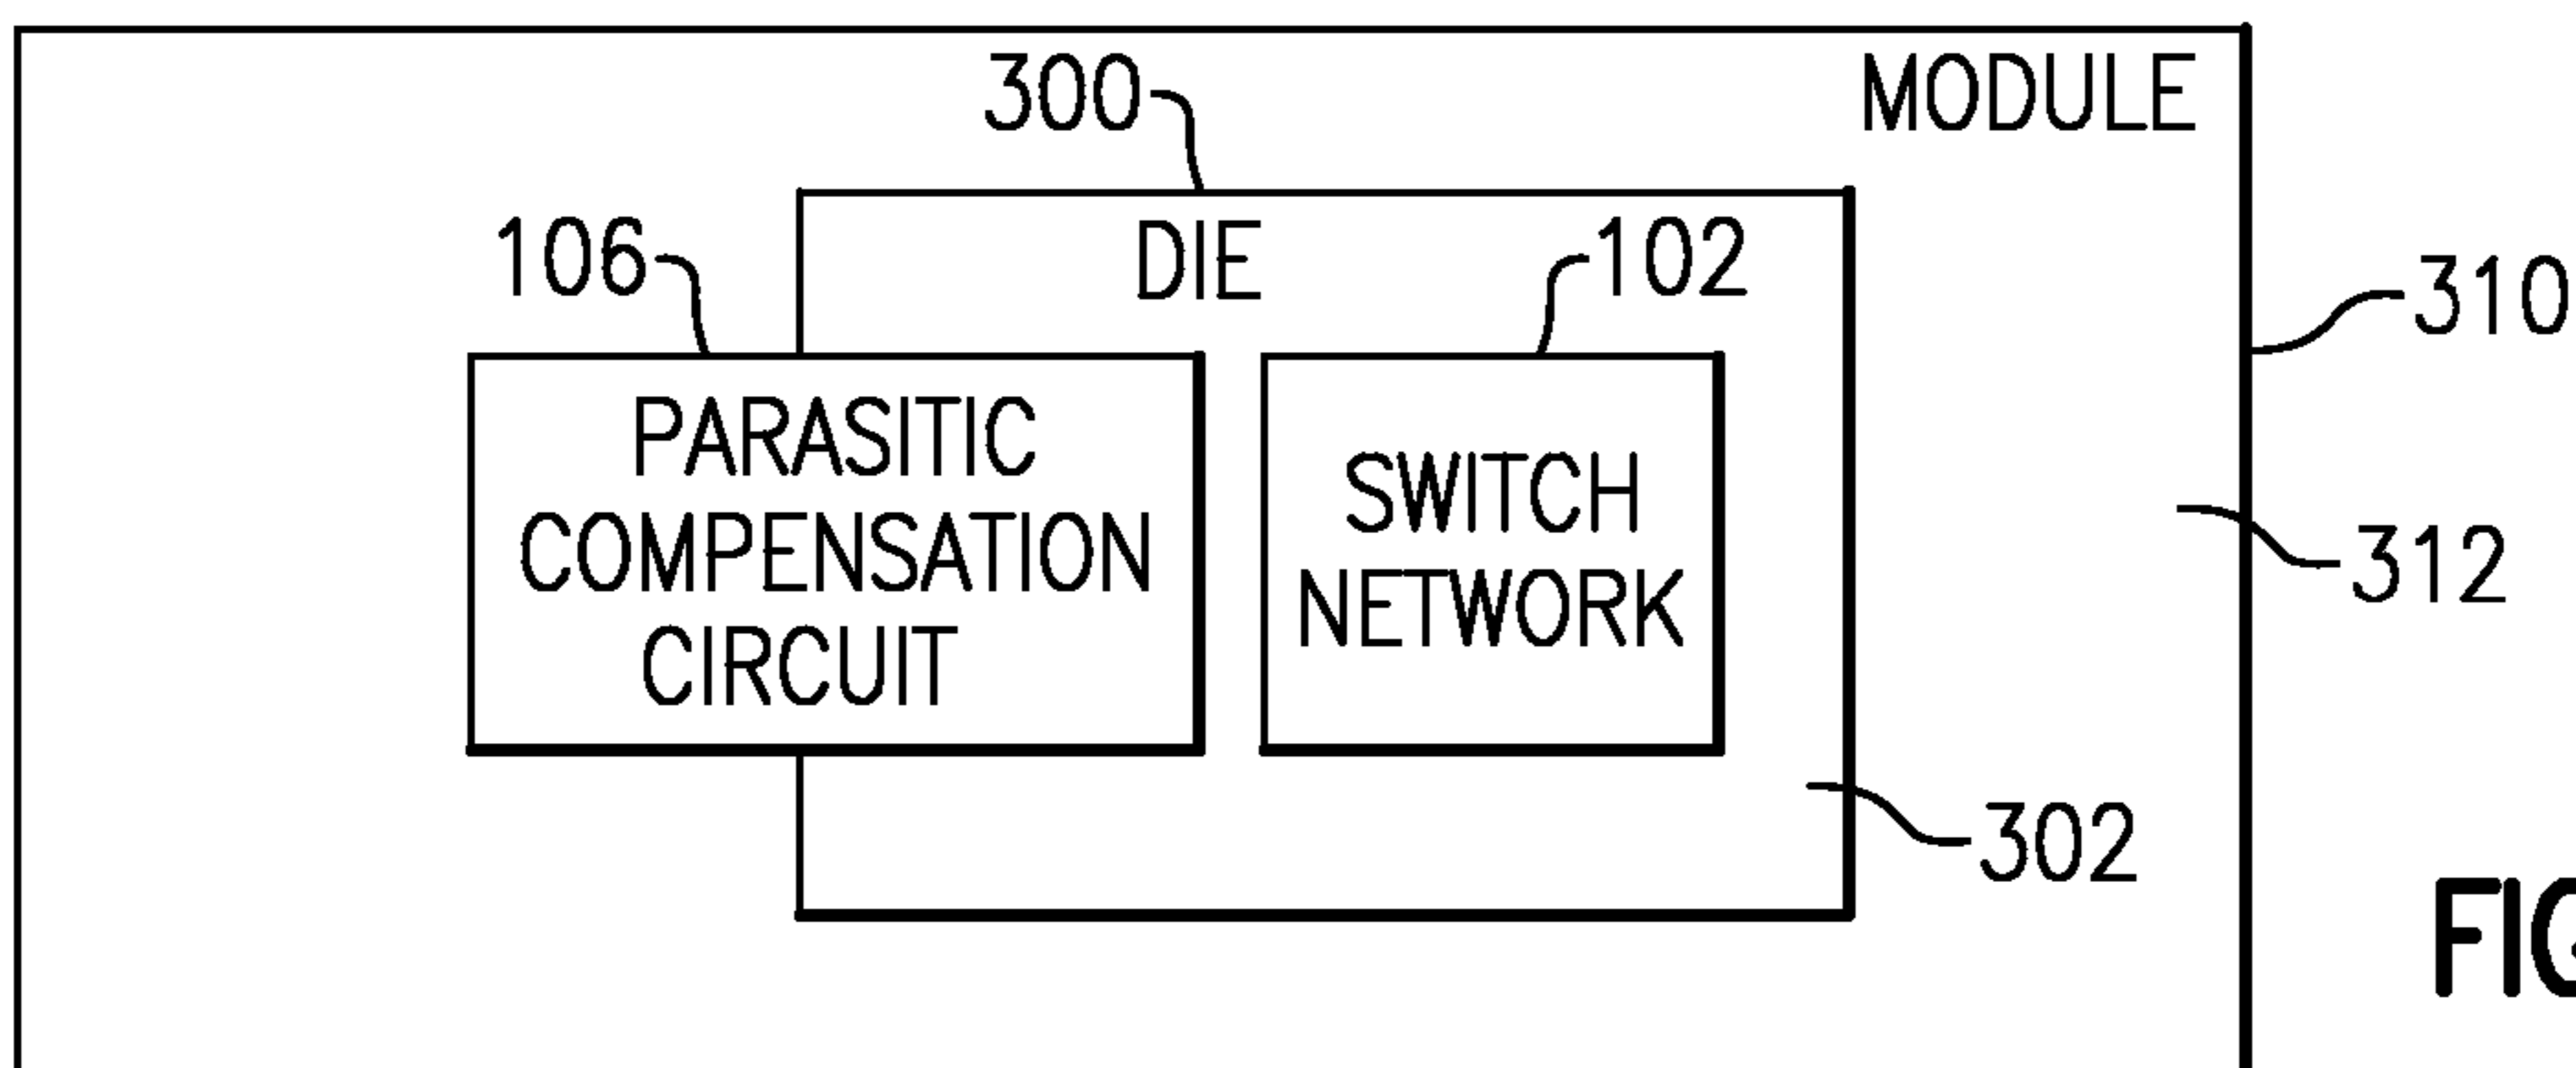 300
MODULE
106
DIE
102
310
PARASITIC
COMPENSATION
CIRCUIT
SWITCH
NETWORK
312
302